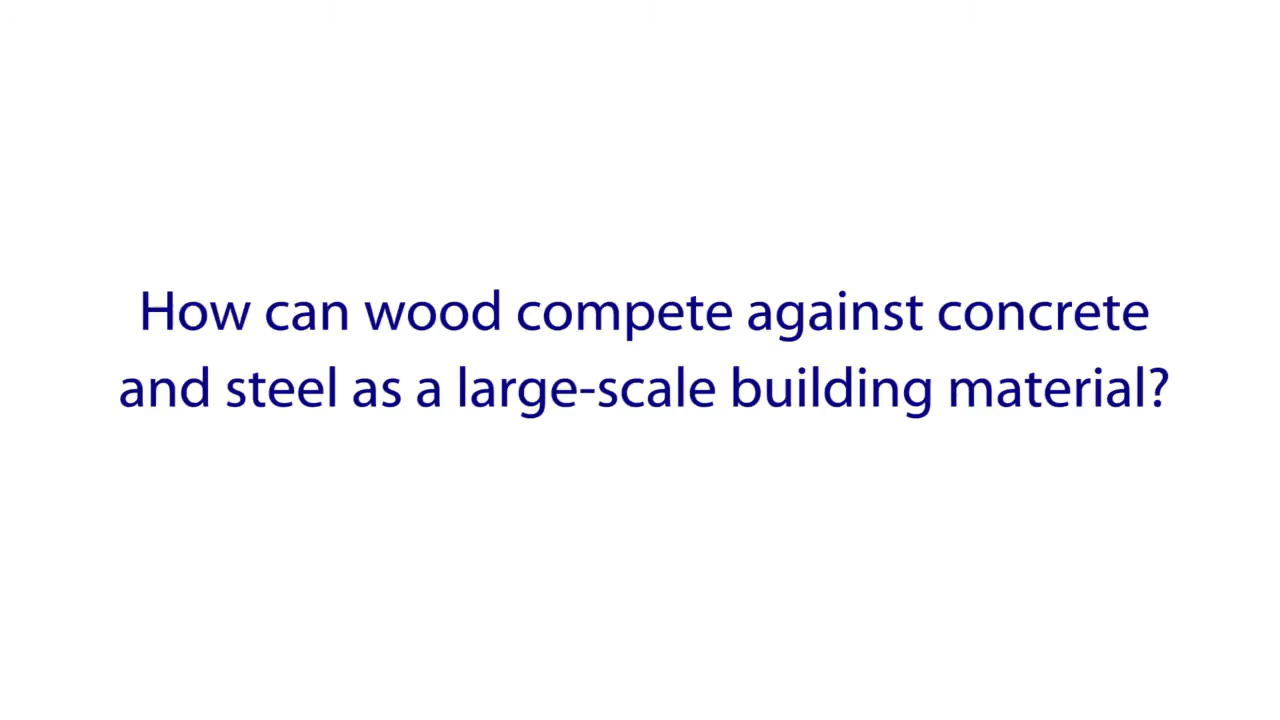 How can wood compete against concrete
and steel as a large-scale building material?